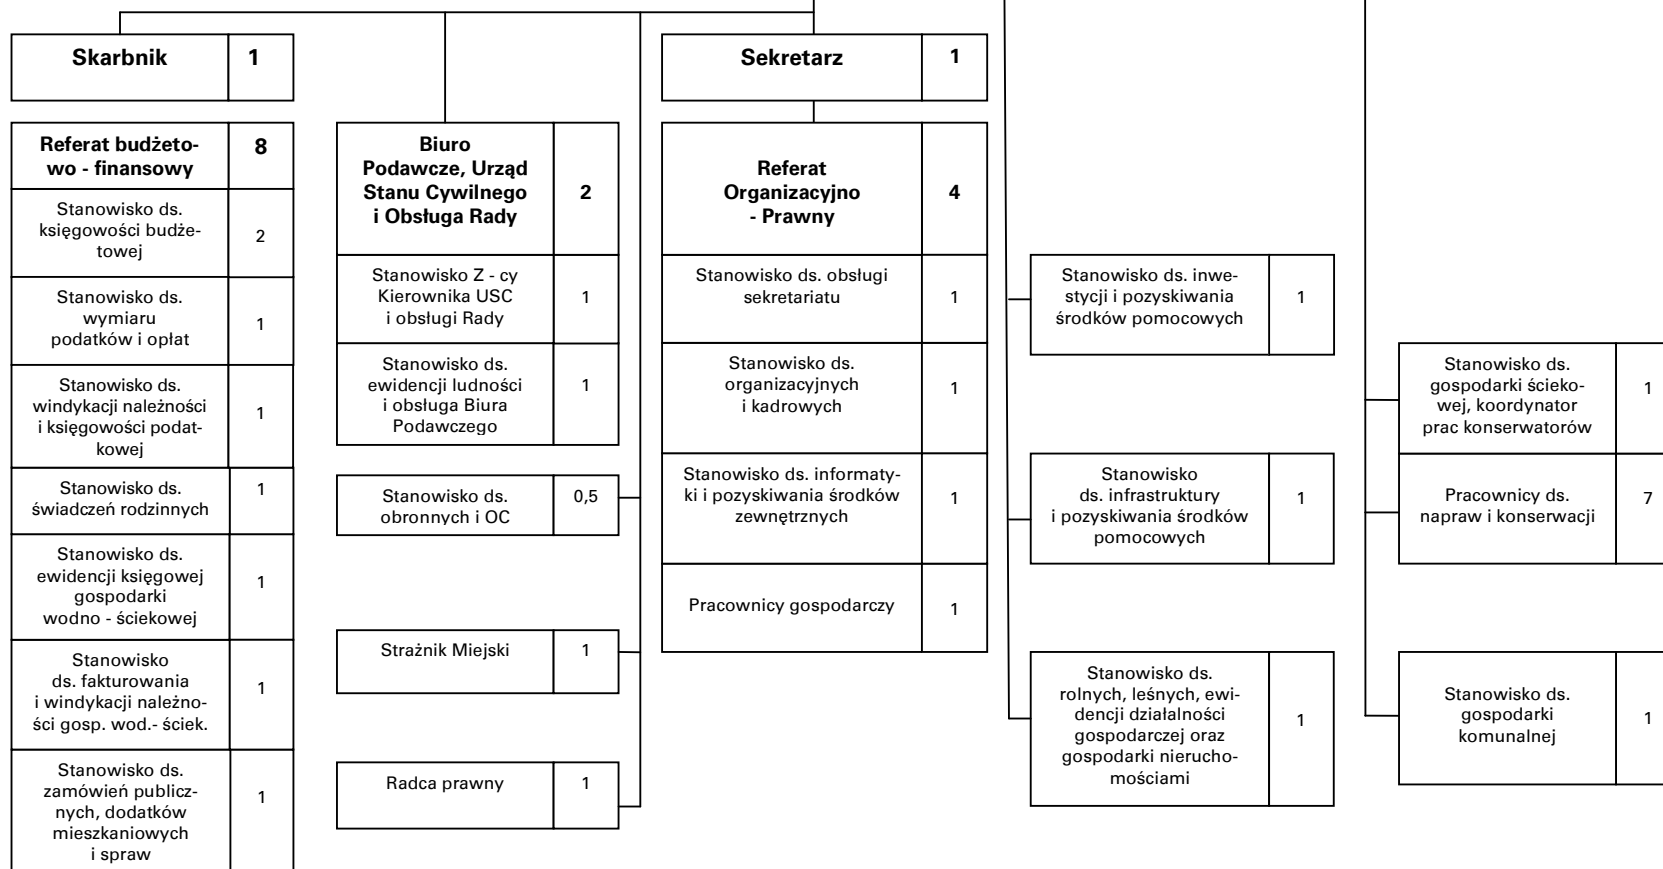 Skarbnik 1
Referat budżeto-
wo - finansowy 8
Stanowisko ds.
księgowości budże-
towej 2
Stanowisko ds.
wymiaru
podatków i opłat 1
Stanowisko ds.
windykacji należności
i księgowości podat-
kowej 1
Stanowisko ds.
świadczeń rodzinnych 1
Stanowisko ds.
ewidencji księgowej
gospodarki
wodno - ściekowej 1
Stanowisko
ds. fakturowania
i windykacji należno-
ści gosp. wod.- ściek. 1
Stanowisko ds.
zamówień publicz-
nych, dodatków
mieszkaniowych
i spraw 1
Biuro
Podawcze, Urząd
Stanu Cywilnego
i Obsługa Rady 2
Stanowisko Z - cy
Kierownika USC
i obsługi Rady 1
Stanowisko ds.
ewidencji ludności
i obsługa Biura
Podawczego 1
Stanowisko ds.
obronnych i OC 0,5
Strażnik Miejski 1
Radca prawny 1
Sekretarz 1
Referat
Organizacyjno
- Prawny 4
Stanowisko ds. obsługi
sekretariatu 1
Stanowisko ds.
organizacyjnych
i kadrowych 1
Stanowisko ds. informaty-
ki i pozyskiwania środków
zewnętrznych 1
Pracownicy gospodarczy 1
Stanowisko ds. inwe-
stycji i pozyskiwania
środków pomocowych 1
Stanowisko
ds. infrastruktury
i pozyskiwania środków
pomocowych 1
Stanowisko ds.
rolnych, leśnych, ewi-
dencji działalności
gospodarczej oraz
gospodarki nierucho-
mościami 1
Stanowisko ds.
gospodarki ścieko-
wej, koordynator
prac konserwatorów 1
Pracownicy ds.
napraw i konserwacji 7
Stanowisko ds.
gospodarki
komunalnej 1